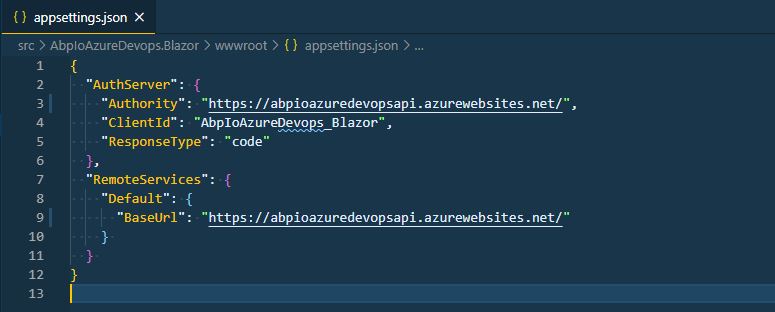 { } appsettings.json ×
src > AbpIoAzureDevops.Blazor > wwwroot > { } appsettings.json > ...
1 {
2   "AuthServer": {
3     "Authority": "https://abpioazuredevopsapi.azurewebsites.net/",
4     "ClientId": "AbpIoAzureDevops_Blazor",
5     "ResponseType": "code"
6   },
7   "RemoteServices": {
8     "Default": {
9       "BaseUrl": "https://abpioazuredevopsapi.azurewebsites.net/"
10     }
11   }
12 }
13